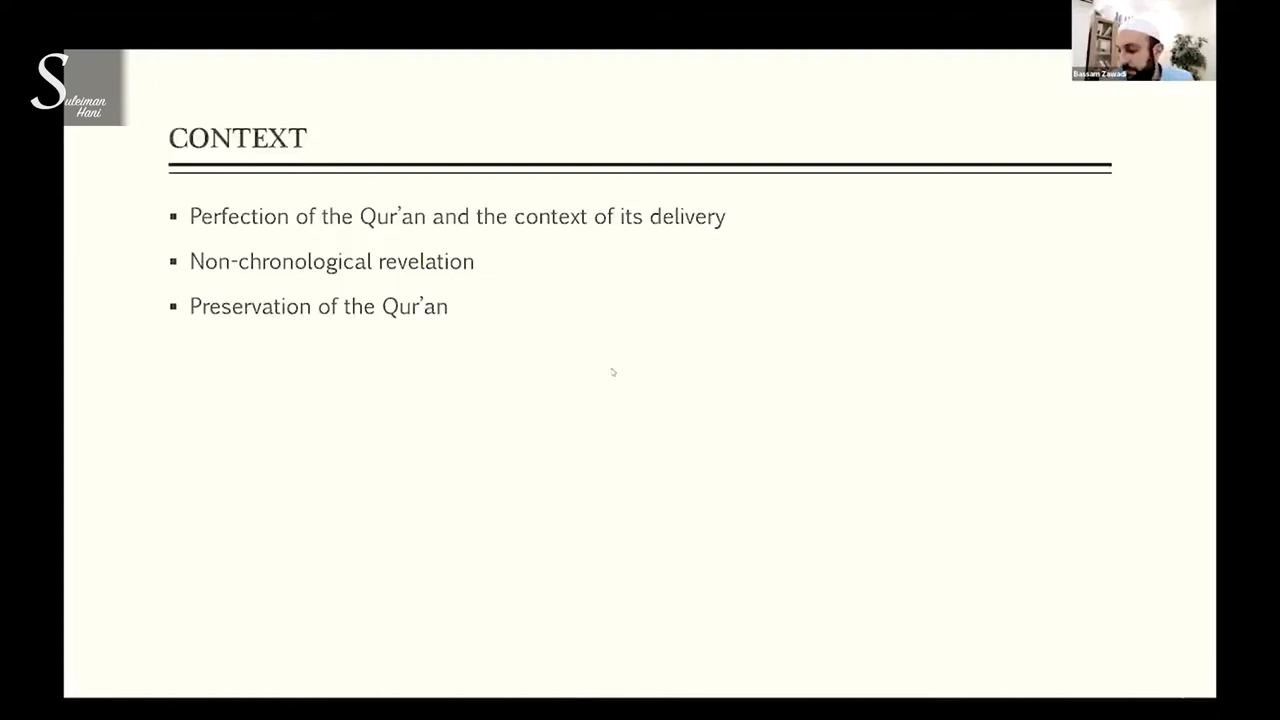 Suleiman
Hani
Bassam Zawadi
CONTEXT
▪ Perfection of the Qur’an and the context of its delivery
▪ Non-chronological revelation
▪ Preservation of the Qur’an